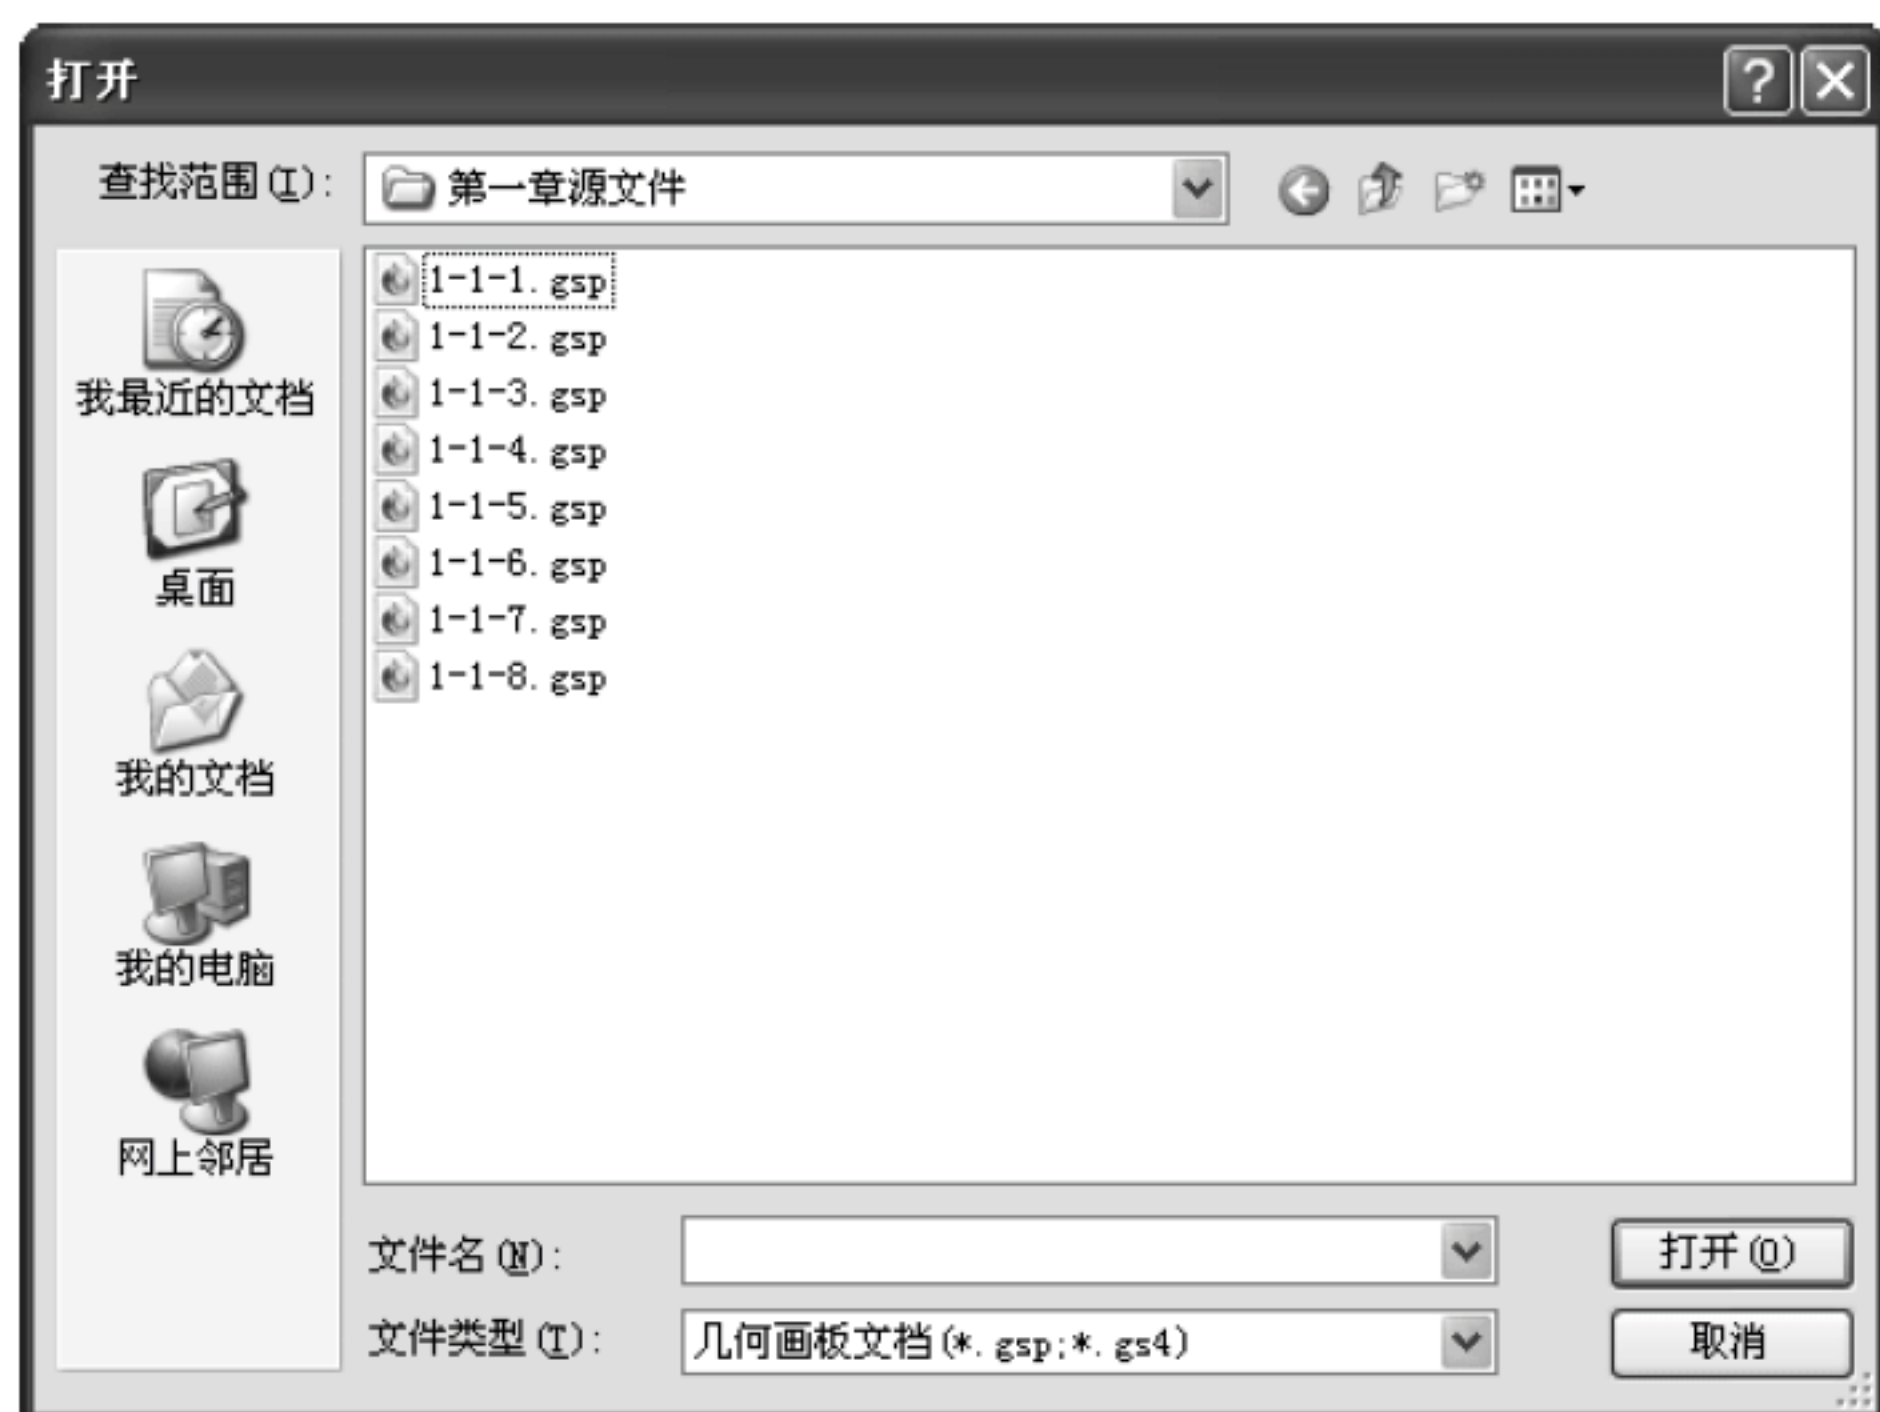 打开
查找范围(I):
第一章源文件
1-1-1.gsp
1-1-2.gsp
1-1-3.gsp
1-1-4.gsp
1-1-5.gsp
1-1-6.gsp
1-1-7.gsp
1-1-8.gsp
我最近的文档
桌面
我的文档
我的电脑
网上邻居
文件名(N):
打开(O)
文件类型(T):
几何画板文档(*.gsp;*.gs4)
取消